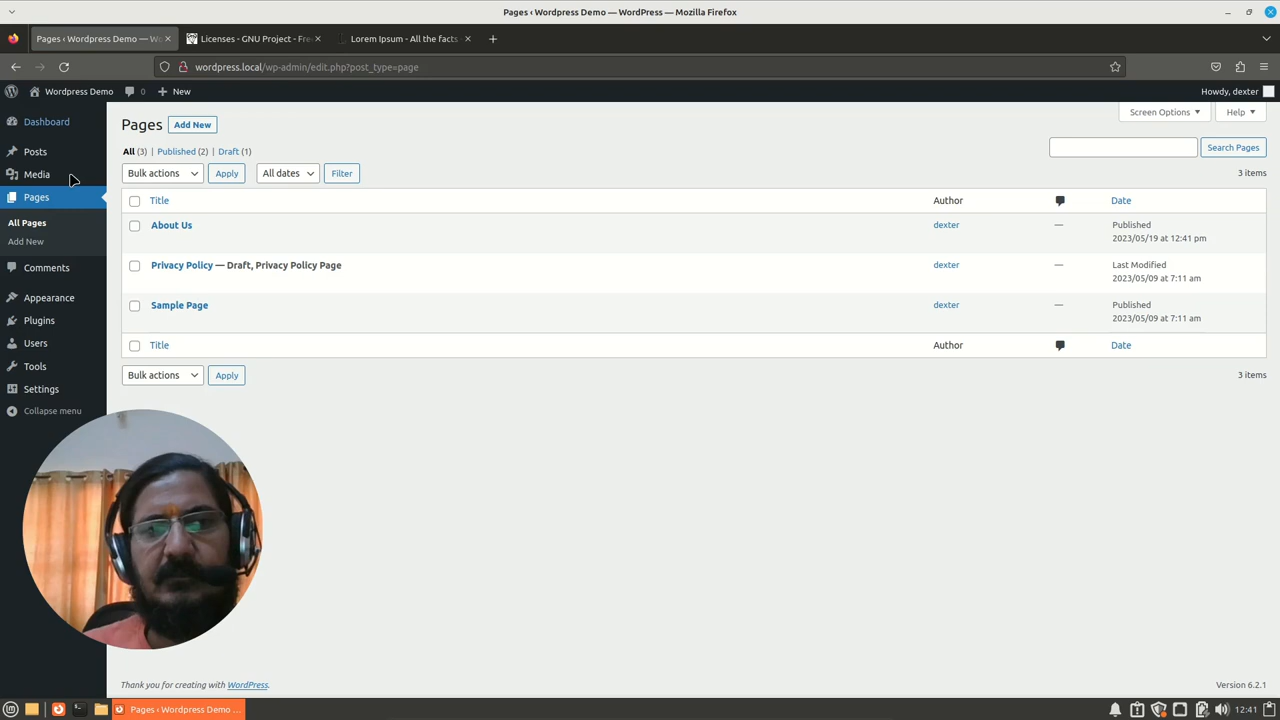 Pages ‹ Wordpress Demo — WordPress — Mozilla Firefox
Pages ‹ Wordpress Demo — Wo
Licenses - GNU Project - Fre
Lorem Ipsum - All the facts,
wordpress.local/wp-admin/edit.php?post_type=page
Wordpress Demo 0 New Howdy, dexter
Dashboard
Posts
Media
Pages
All Pages
Add New
Comments
Appearance
Plugins
Users
Tools
Settings
Collapse menu
Screen Options Help
Pages Add New
All (3) | Published (2) | Draft (1)
Search Pages
Bulk actions Apply All dates Filter 3 items
Title Author Date
About Us dexter — Published
2023/05/19 at 12:41 pm
Privacy Policy — Draft, Privacy Policy Page dexter — Last Modified
2023/05/09 at 7:11 am
Sample Page dexter — Published
2023/05/09 at 7:11 am
Title Author Date
Bulk actions Apply 3 items
Thank you for creating with WordPress. Version 6.2.1
Pages ‹ Wordpress Demo ... 12:41